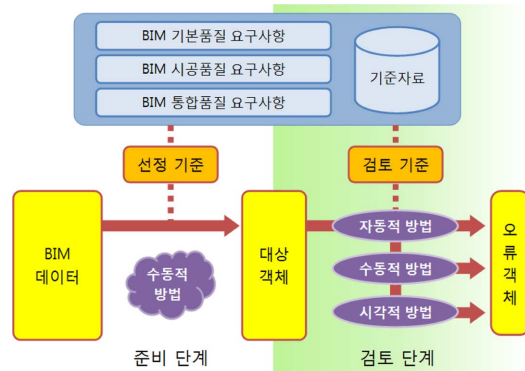 BIM 기본품질 요구사항
BIM 시공품질 요구사항
BIM 통합품질 요구사항
기준자료
선정 기준
검토 기준
BIM
데이터
수동적
방법
대상
객체
자동적 방법
수동적 방법
시각적 방법
오
류
객
체
준비 단계
검토 단계